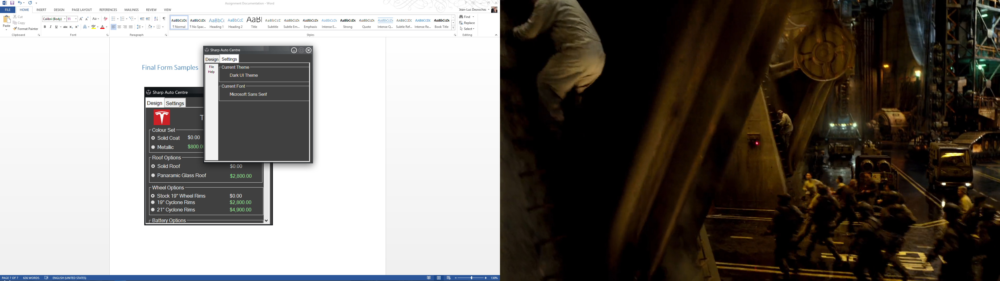 Assignment Documentation - Word
FILE HOME INSERT DESIGN PAGE LAYOUT REFERENCES MAILINGS REVIEW VIEW
Jean-Luc Desroches
Paste
Cut
Copy
Format Painter
Clipboard
Calibri (Body) 11
Aa
B I U abc x₂ x² A A
Font
Paragraph
AaBbCcDc AaBbCcDc AaBbCc AaBbCcE AaBl AaBbCcC AaBbCcDc AaBbCcDc AaBbCcDc AaBbCcDc AaBbCcDc AaBbCcDc AABBCCDE AABBCCDE AaBbCcDc
¶ Normal ¶ No Spac... Heading 1 Heading 2 Title Subtitle Subtle Em... Emphasis Intense E... Strong Quote Intense Q... Subtle Ref... Intense Re... Book Title
Styles
Find
Replace
Select
Editing
Final Form Samples
Sharp Auto Centre
Design Settings
File
Help
Current Theme
Dark UI Theme
Current Font
Microsoft Sans Serif
Sharp Auto Centre
Design Settings
T
Colour Set
Solid Coat $0.00
Metallic $800.0
Roof Options
Solid Roof $0.00
Panaramic Glass Roof $2,800.00
Wheel Options
Stock 19" Wheel Rims $0.00
19" Cyclone Rims $2,800.00
21" Cyclone Rims $4,900.00
Battery Options
PAGE 7 OF 7 636 WORDS ENGLISH (UNITED STATES)
130%